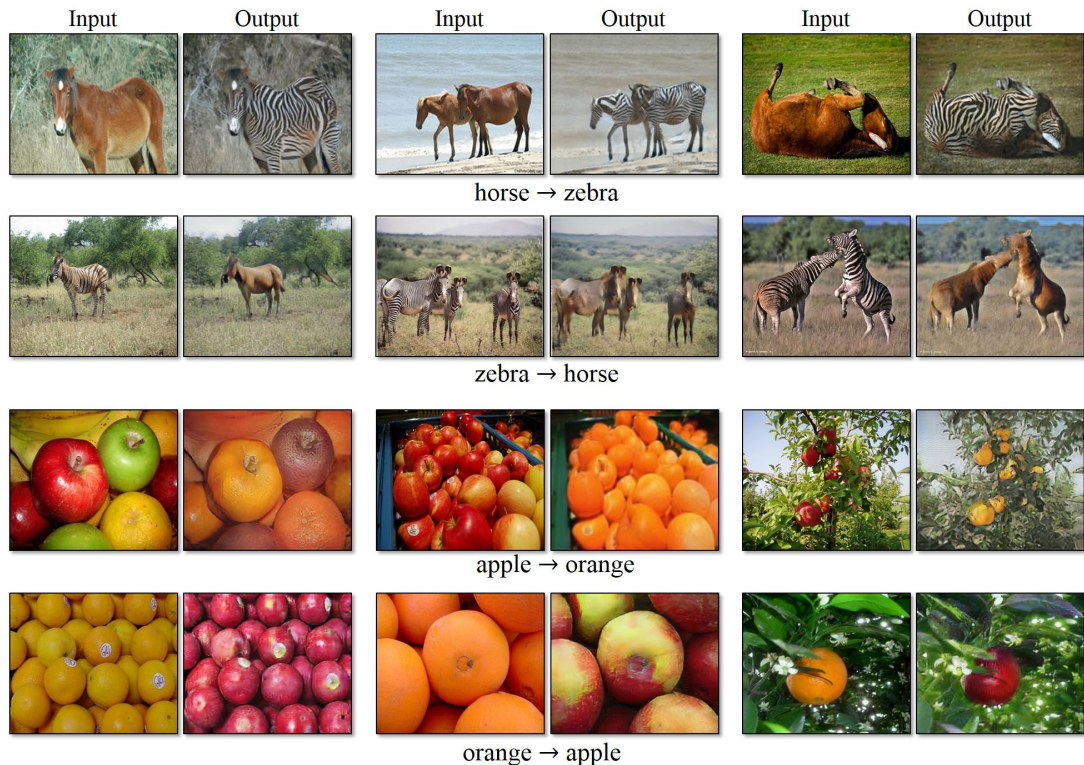 Input Output Input Output Input Output
horse → zebra
zebra → horse
apple → orange
orange → apple